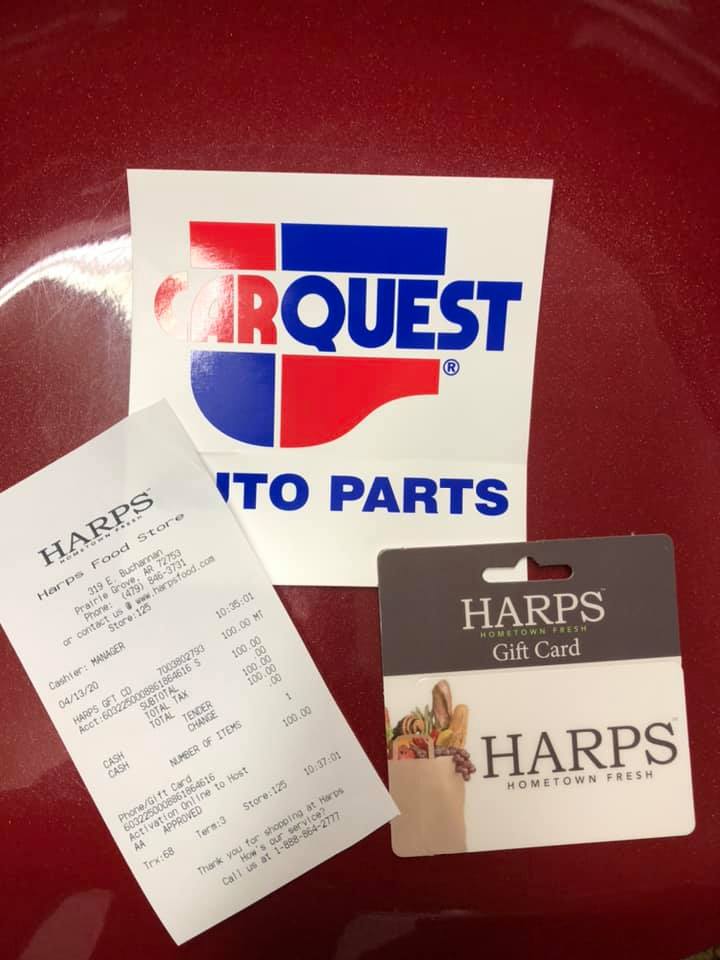 CARQUEST
®
UTO PARTS
HARPS
HOMETOWN FRESH
Harps Food Store
319 E. Buchannan
Prairie Grove, AR 72753
Phone: (479) 846-3731
or contact us @ www.harpsfood.com
Store:125
Cashier: MANAGER
04/13/20 10:35:01
HARPS GFT CD 7003802793 100.00 MT
Acct:6032250008861864616 S
SUBTOTAL 100.00
TOTAL TAX .00
TOTAL 100.00
CASH TENDER 100.00
CASH CHANGE .00
NUMBER OF ITEMS 1
Phone/Gift Card 100.00
6032250008861864616
Activation Online to Host
AA APPROVED
Trx:68 Term:3 Store:125 10:37:01
Thank you for shopping at Harps
How's our service?
Call us at 1-888-864-2777
HARPS™
HOMETOWN FRESH
Gift Card
HARPS™
HOMETOWN FRESH